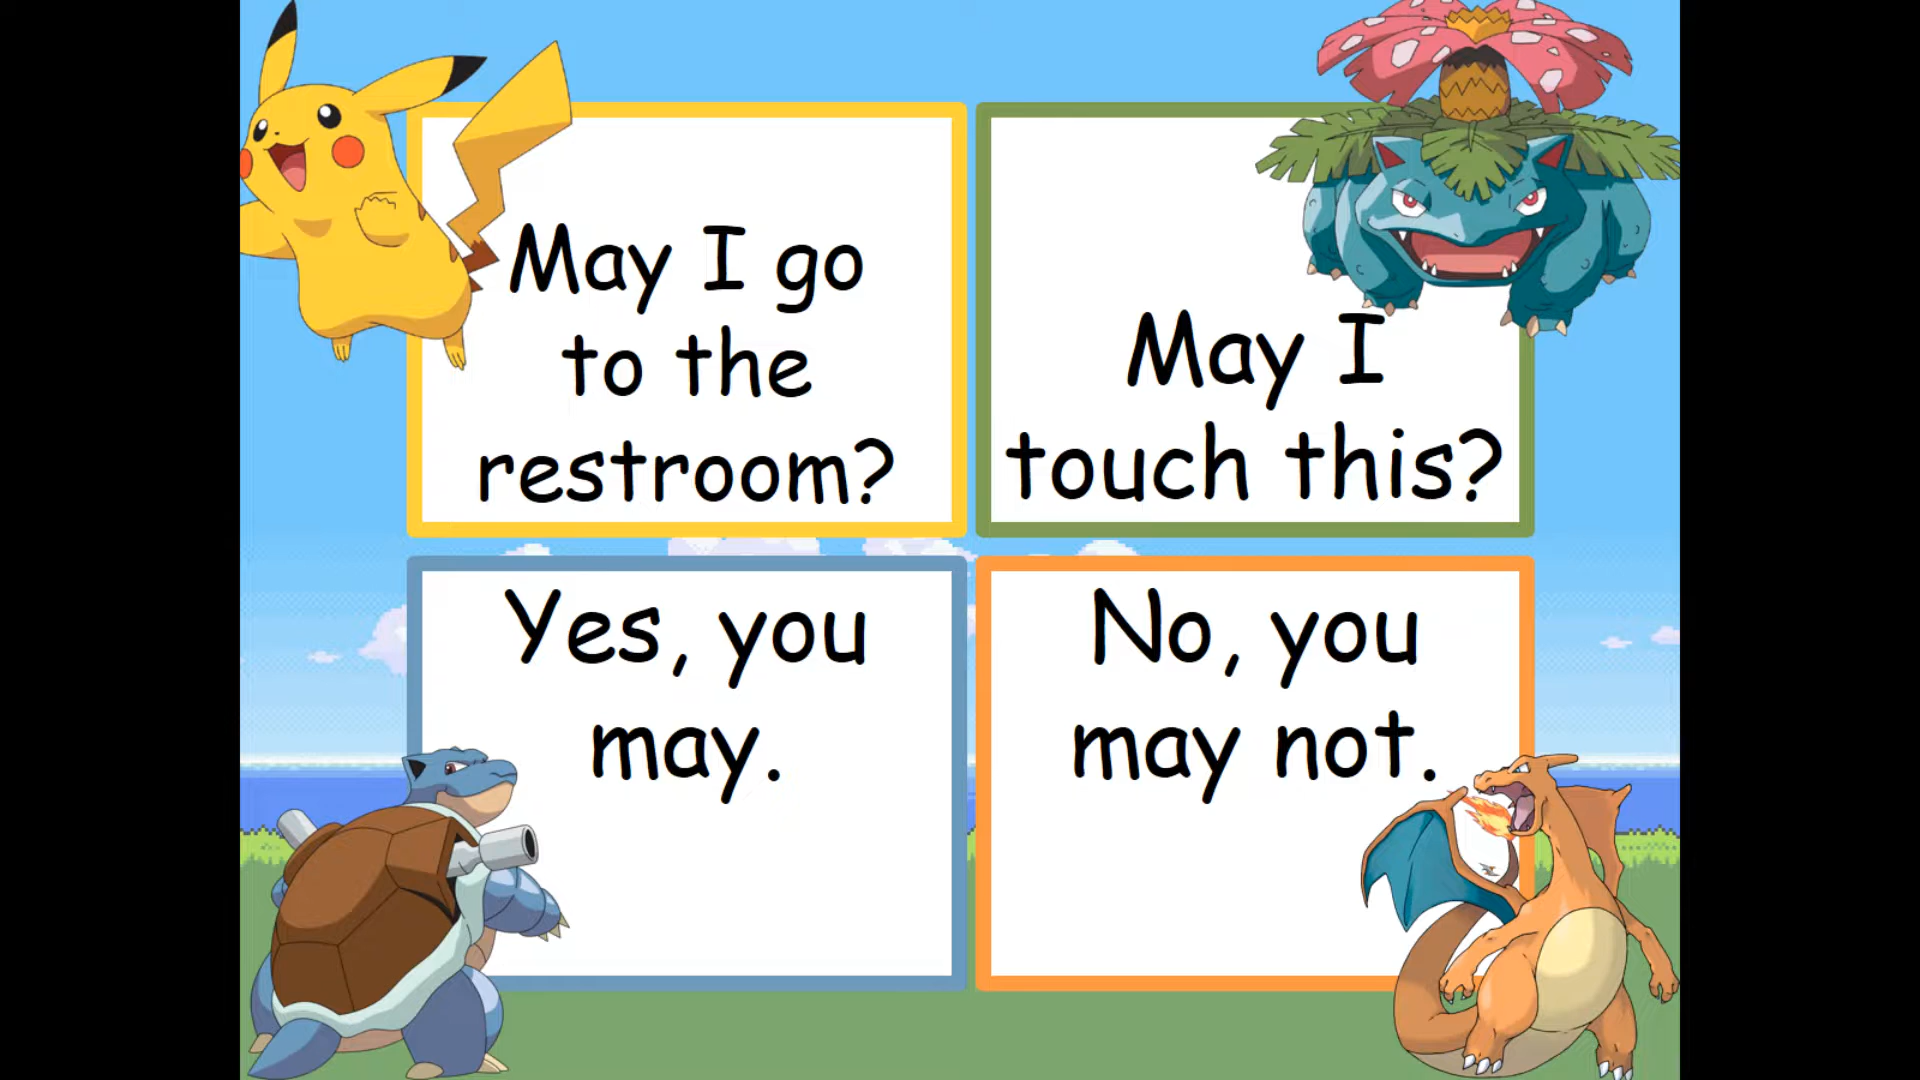 May I go
to the
restroom?
May I
touch this?
Yes, you
may.
No, you
may not.